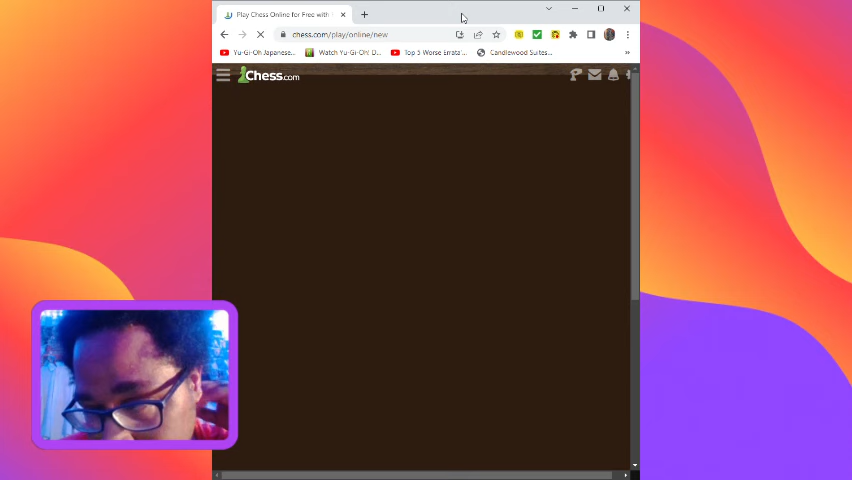 Play Chess Online for Free with
chess.com/play/online/new
Yu-Gi-Oh Japanese...
Watch Yu-Gi-Oh! D...
Top 5 Worse Errata'...
Candlewood Suites...
Chess.com